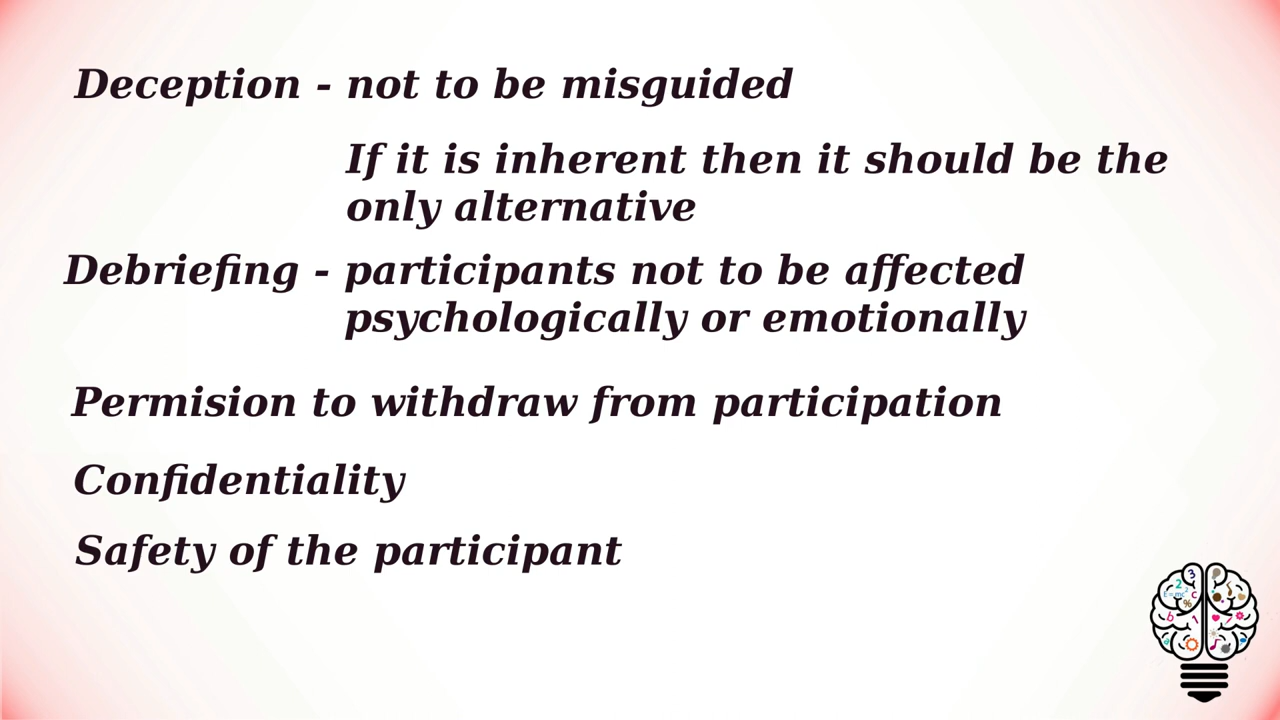 Deception - not to be misguided
If it is inherent then it should be the
only alternative
Debriefing - participants not to be affected
psychologically or emotionally
Permision to withdraw from participation
Confidentiality
Safety of the participant